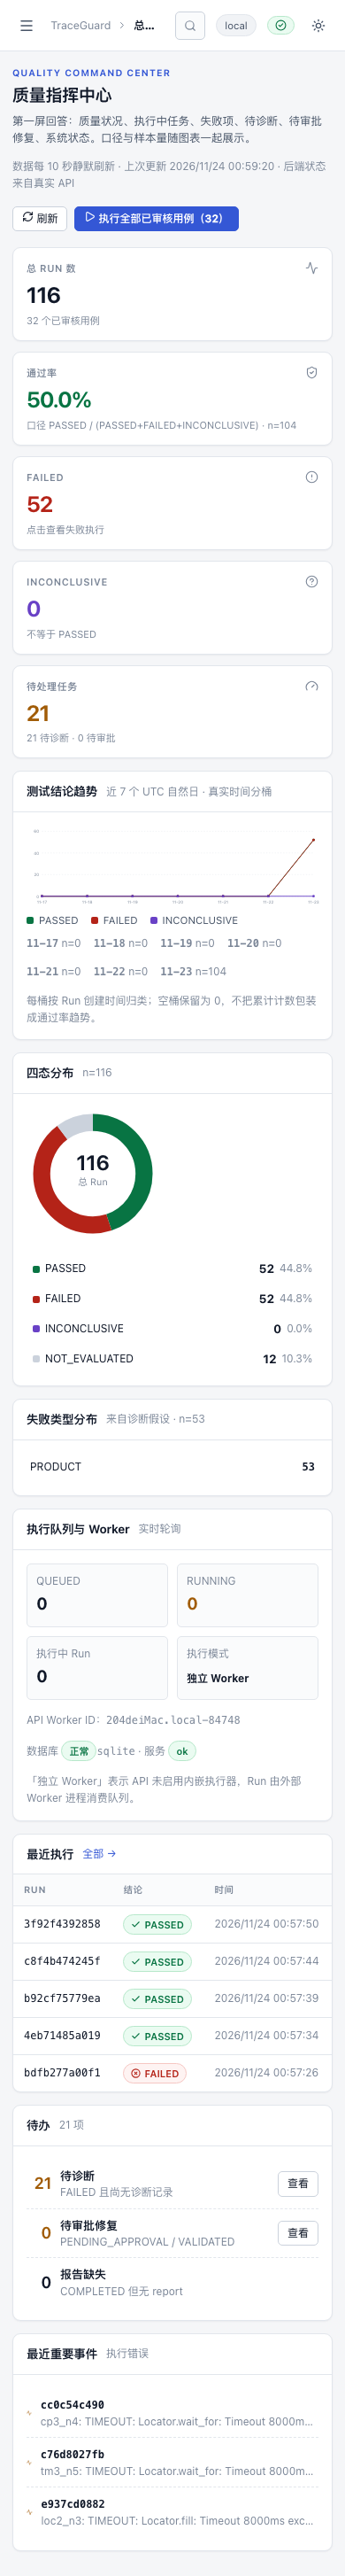 TraceGuard > 总...
local
QUALITY COMMAND CENTER
质量指挥中心
第一屏回答：质量状况、执行中任务、失败项、待诊断、待审批
修复、系统状态。口径与样本量随图表一起展示。
数据每 10 秒静默刷新 · 上次更新 2026/11/24 00:59:20 · 后端状态
来自真实 API
刷新
执行全部已审核用例（32）
总 RUN 数
116
32 个已审核用例
通过率
50.0%
口径 PASSED / (PASSED+FAILED+INCONCLUSIVE) · n=104
FAILED
52
点击查看失败执行
INCONCLUSIVE
0
不等于 PASSED
待处理任务
21
21 待诊断 · 0 待审批
测试结论趋势 近 7 个 UTC 自然日 · 真实时间分桶
11-17 11-18 11-19 11-20 11-21 11-22 11-23
PASSED FAILED INCONCLUSIVE
11-17 n=0 11-18 n=0 11-19 n=0 11-20 n=0
11-21 n=0 11-22 n=0 11-23 n=104
每桶按 Run 创建时间归类；空桶保留为 0，不把累计计数包装
成通过率趋势。
四态分布 n=116
116
总 Run
PASSED 52 44.8%
FAILED 52 44.8%
INCONCLUSIVE 0 0.0%
NOT_EVALUATED 12 10.3%
失败类型分布 来自诊断假设 · n=53
PRODUCT 53
执行队列与 Worker 实时轮询
QUEUED
0
RUNNING
0
执行中 Run
0
执行模式
独立 Worker
API Worker ID：204deiMac.local-84748
数据库 正常 sqlite · 服务 ok
「独立 Worker」表示 API 未启用内嵌执行器，Run 由外部
Worker 进程消费队列。
最近执行 全部 →
RUN 结论 时间
3f92f4392858 PASSED 2026/11/24 00:57:50
c8f4b474245f PASSED 2026/11/24 00:57:44
b92cf75779ea PASSED 2026/11/24 00:57:39
4eb71485a019 PASSED 2026/11/24 00:57:34
bdfb277a00f1 FAILED 2026/11/24 00:57:26
待办 21 项
21 待诊断 查看
FAILED 且尚无诊断记录
0 待审批修复 查看
PENDING_APPROVAL / VALIDATED
0 报告缺失
COMPLETED 但无 report
最近重要事件 执行错误
cc0c54c490
cp3_n4: TIMEOUT: Locator.wait_for: Timeout 8000m...
c76d8027fb
tm3_n5: TIMEOUT: Locator.wait_for: Timeout 8000m...
e937cd0882
loc2_n3: TIMEOUT: Locator.fill: Timeout 8000ms exc...